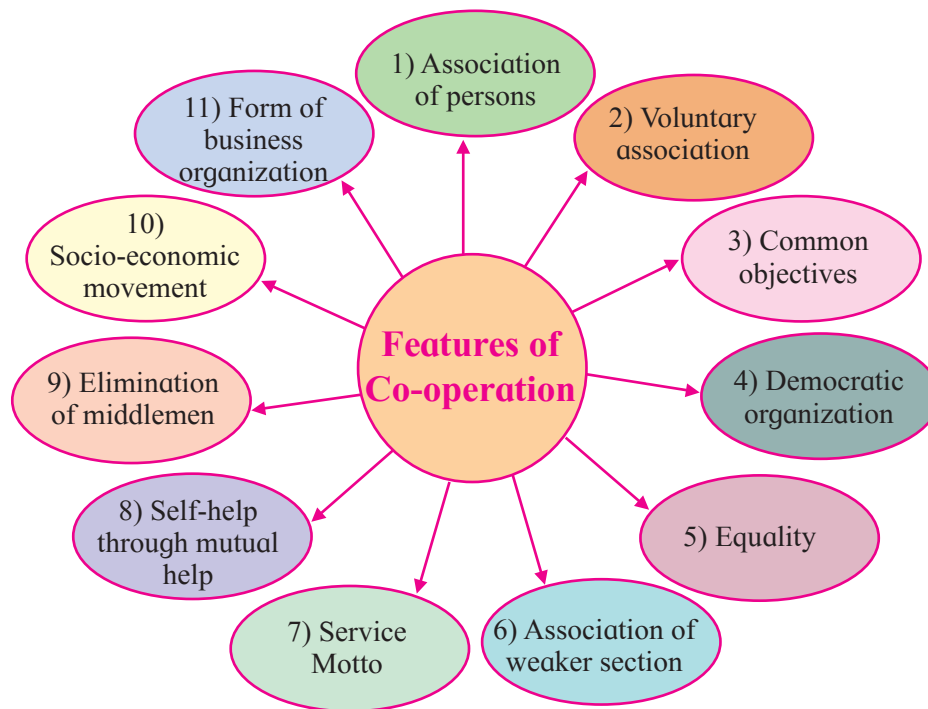 Features of
Co-operation
1) Association
of persons
2) Voluntary
association
3) Common
objectives
4) Democratic
organization
5) Equality
6) Association of
weaker section
7) Service
Motto
8) Self-help
through mutual
help
9) Elimination
of middlemen
10)
Socio-economic
movement
11) Form of
business
organization